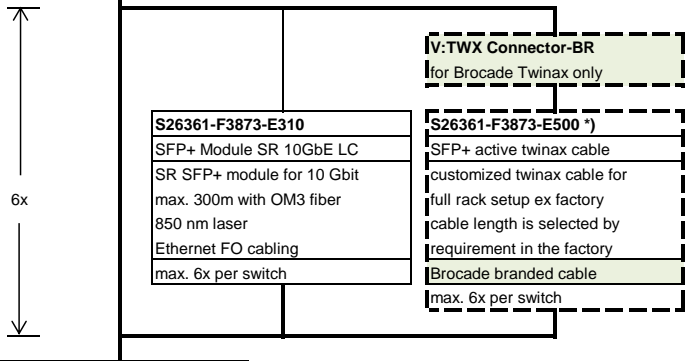 V:TWX Connector-BR
for Brocade Twinax only
6x
S26361-F3873-E310
SFP+ Module SR 10GbE LC
SR SFP+ module for 10 Gbit
max. 300m with OM3 fiber
850 nm laser
Ethernet FO cabling
max. 6x per switch
S26361-F3873-E500 *)
SFP+ active twinax cable
customized twinax cable for
full rack setup ex factory
cable length is selected by
requirement in the factory
Brocade branded cable
max. 6x per switch